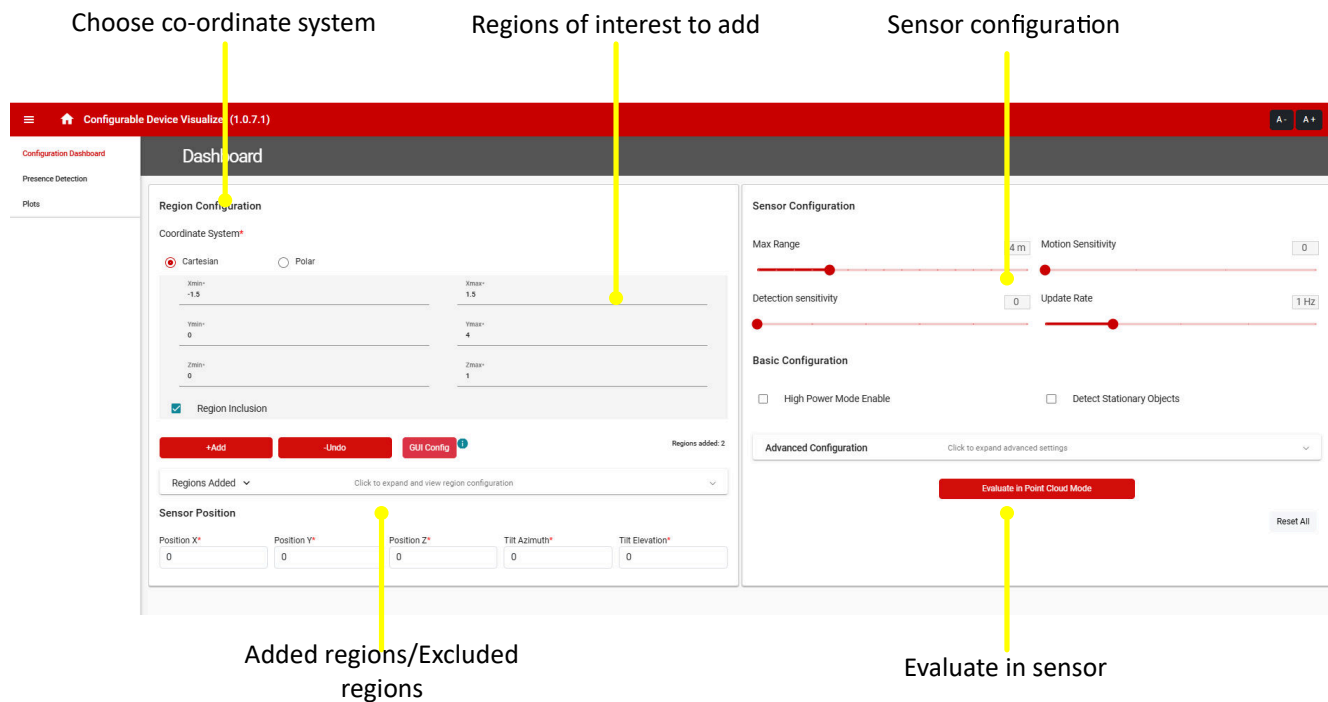 Choose co-ordinate system
Regions of interest to add
Sensor configuration
Configurable Device Visualizer (1.0.7.1)
A-
A+
Configuration Dashboard
Presence Detection
Plots
Dashboard
Region Configuration
Coordinate System*
Cartesian
Polar
Xmin*
-1.5
Xmax*
1.5
Ymin*
0
Ymax*
4
Zmin*
0
Zmax*
1
Region Inclusion
+Add
-Undo
GUI Config
i
Regions added: 2
Regions Added
Click to expand and view region configuration
Sensor Position
Position X*
Position Y*
Position Z*
Tilt Azimuth*
Tilt Elevation*
0
0
0
0
0
Sensor Configuration
Max Range
4 m
Motion Sensitivity
0
Detection sensitivity
0
Update Rate
1 Hz
Basic Configuration
High Power Mode Enable
Detect Stationary Objects
Advanced Configuration
Click to expand advanced settings
Evaluate in Point Cloud Mode
Reset All
Added regions/Excluded
regions
Evaluate in sensor